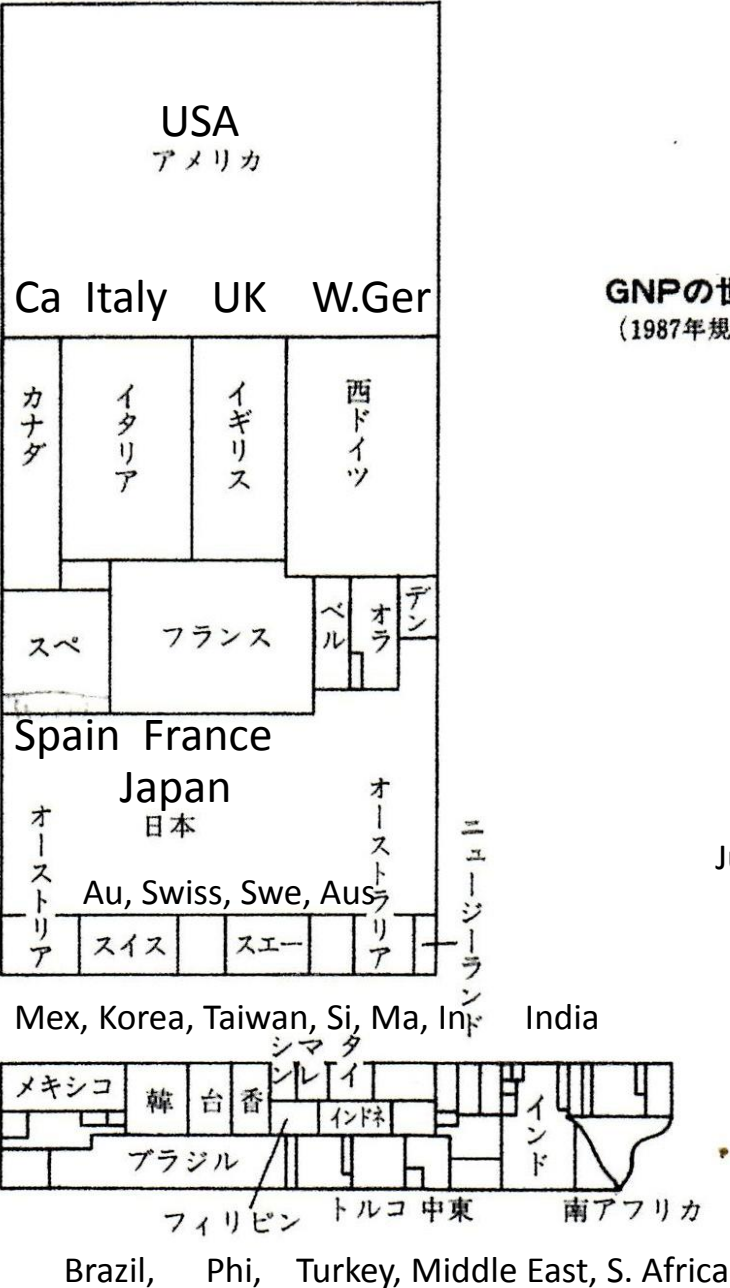 USA
アメリカ
Ca Italy UK W.Ger
GNPの世
(1987年規
カナダ
イタリア
イギリス
西ドイツ
スペ
フランス
ベル
オラ
デン
Spain France
Japan
日本
オーストリア
オーストラリア
ニュージーランド
Au, Swiss, Swe, Aus
スイス
スエー
Mex, Korea, Taiwan, Si, Ma, In
India
シン
マレ
タイ
メキシコ
韓
台
香
インドネ
インド
ブラジル
フィリピン
トルコ
中東
南アフリカ
Brazil, Phi, Turkey, Middle East, S. Africa